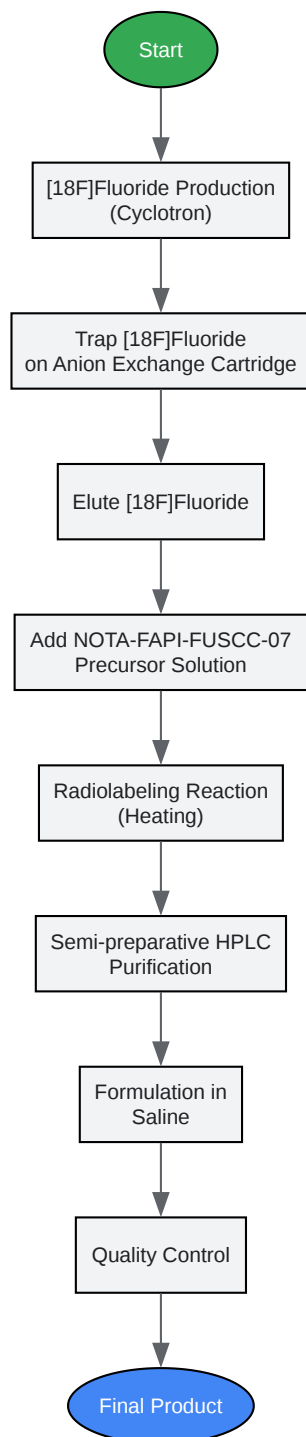 Start
[18F]Fluoride Production
(Cyclotron)
Trap [18F]Fluoride
on Anion Exchange Cartridge
Elute [18F]Fluoride
Add NOTA-FAPI-FUSCC-07
Precursor Solution
Radiolabeling Reaction
(Heating)
Semi-preparative HPLC
Purification
Formulation in
Saline
Quality Control
Final Product